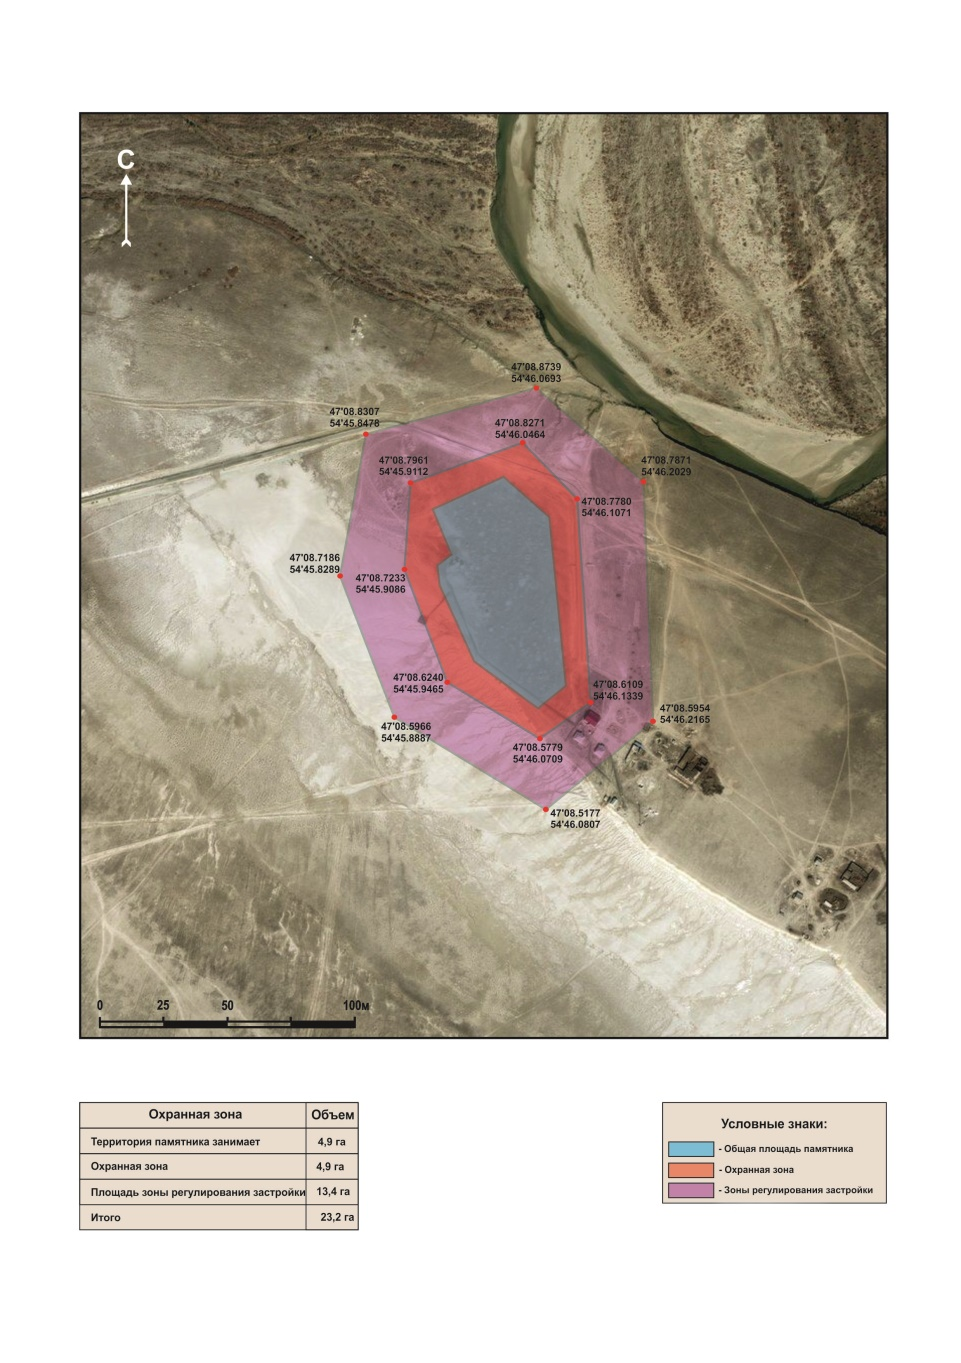 С
47'08.8739
54'46.0693
47'08.8307
54'45.8478
47'08.8271
54'46.0464
47'08.7961
54'45.9112
47'08.7871
54'46.2029
47'08.7780
54'46.1071
47'08.7186
54'45.8289
47'08.7233
54'45.9086
47'08.6240
54'45.9465
47'08.6109
54'46.1339
47'08.5954
54'46.2165
47'08.5966
54'45.8887
47'08.5779
54'46.0709
47'08.5177
54'46.0807
0 25 50 100м
Охранная зона Объем
Территория памятника занимает 4,9 га
Охранная зона 4,9 га
Площадь зоны регулирования застройки 13,4 га
Итого 23,2 га
Условные знаки:
- Общая площадь памятника
- Охранная зона
- Зоны регулирования застройки